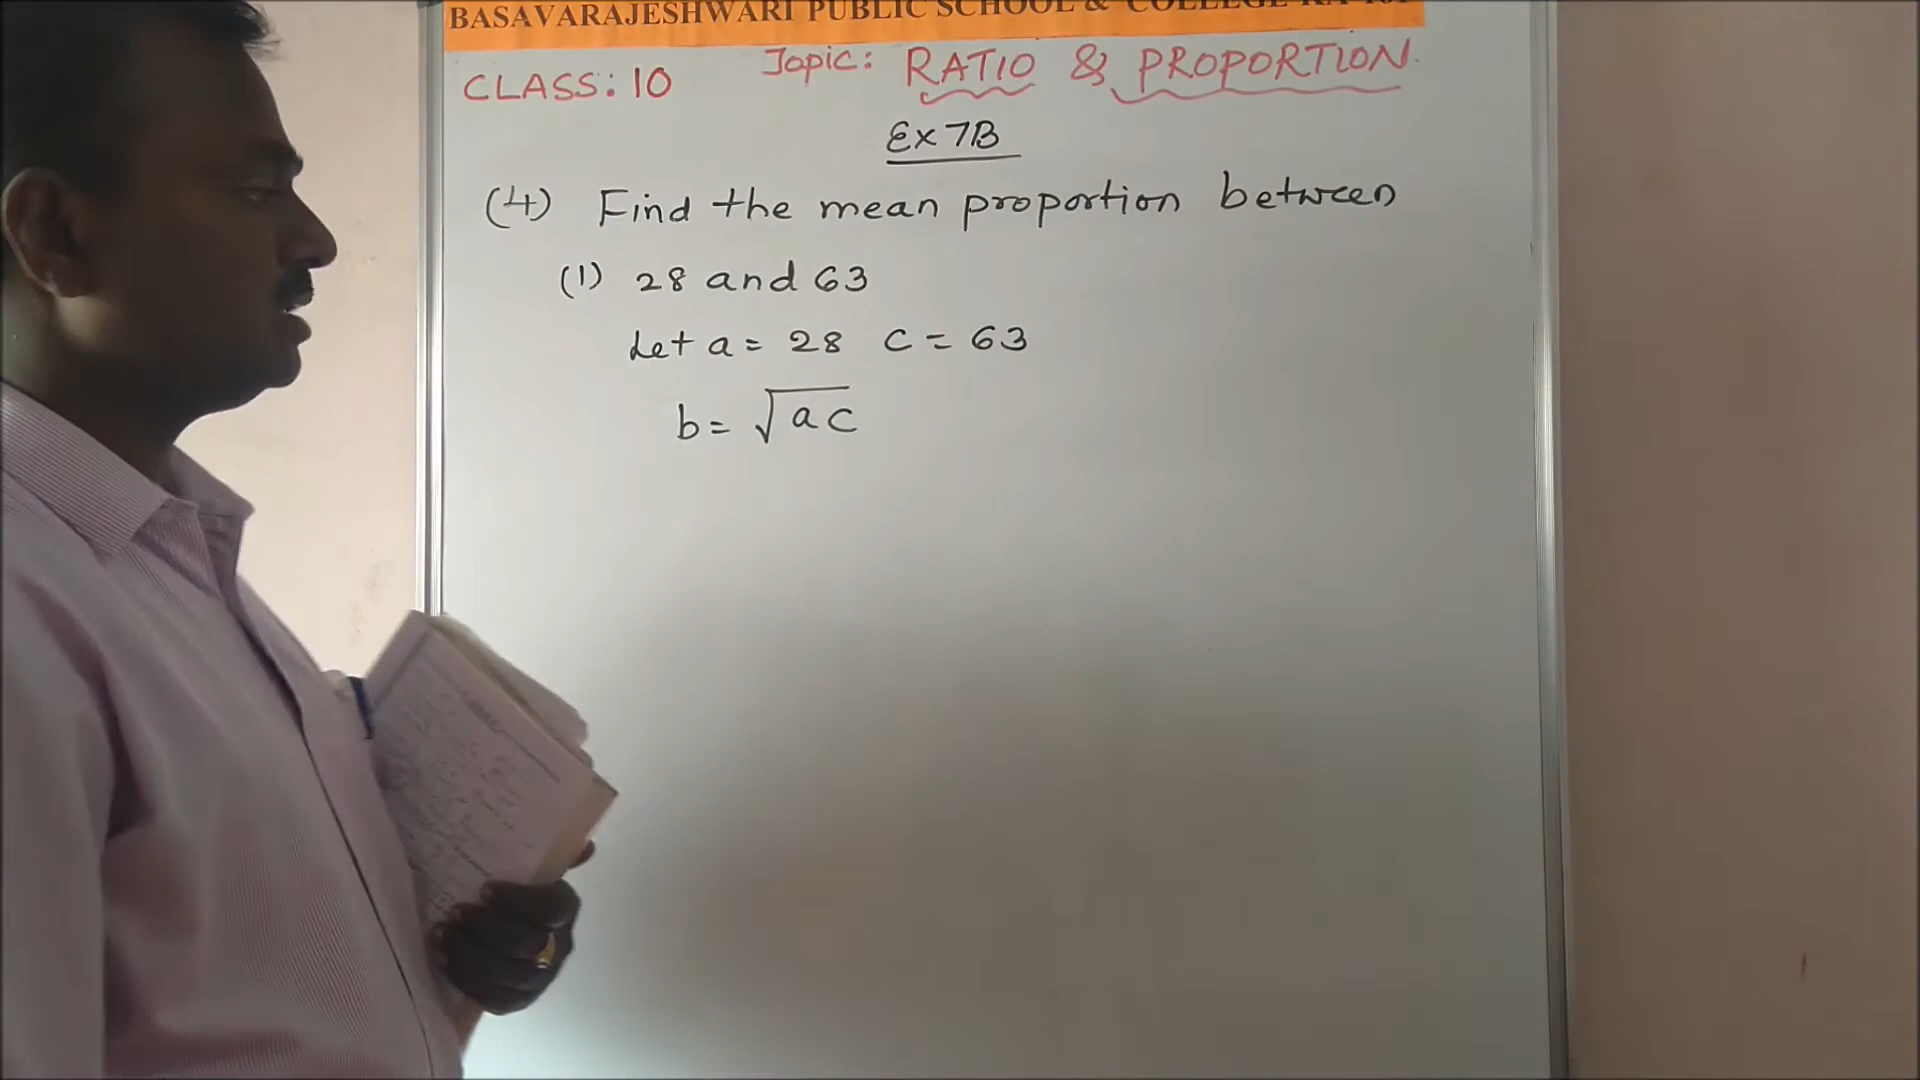 BASAVARAJESHWARI PUBLIC SCHOOL & COLLEGE
CLASS: 10 Topic: RATIO & PROPORTION.
Ex 7B
(4) Find the mean proportion between
(1) 28 and 63
Let a = 28 c = 63
b = √ac